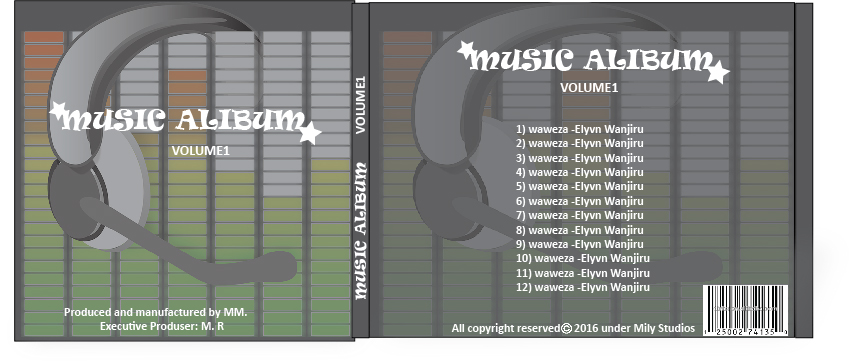 MUSIC ALIBUM
VOLUME1
Produced and manufactured by MM.
Executive Produser: M. R
MUSIC ALIBUM VOLUME1
MUSIC ALIBUM
VOLUME1
1) waweza -Elyvn Wanjiru
2) waweza -Elyvn Wanjiru
3) waweza -Elyvn Wanjiru
4) waweza -Elyvn Wanjiru
5) waweza -Elyvn Wanjiru
6) waweza -Elyvn Wanjiru
7) waweza -Elyvn Wanjiru
8) waweza -Elyvn Wanjiru
9) waweza -Elyvn Wanjiru
10) waweza -Elyvn Wanjiru
11) waweza -Elyvn Wanjiru
12) waweza -Elyvn Wanjiru
All copyright reserved© 2016 under Mily Studios